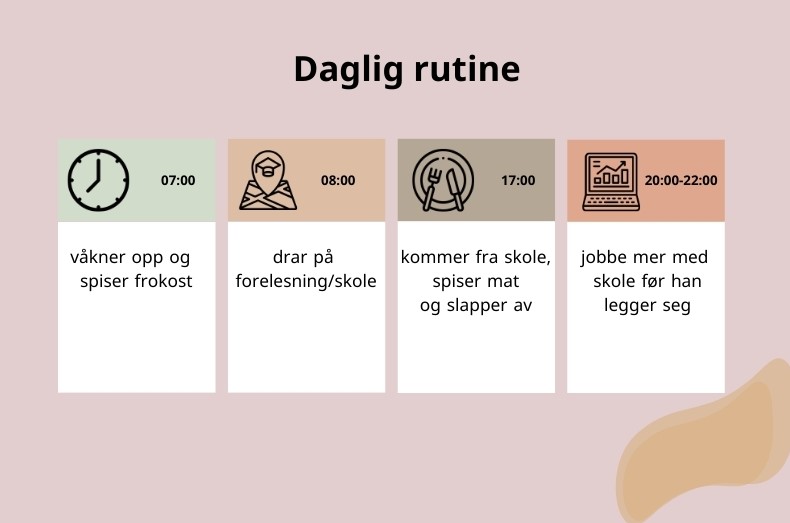 Daglig rutine
07:00
våkner opp og
spiser frokost
08:00
drar på
forelesning/skole
17:00
kommer fra skole,
spiser mat
og slapper av
20:00-22:00
jobbe mer med
skole før han
legger seg